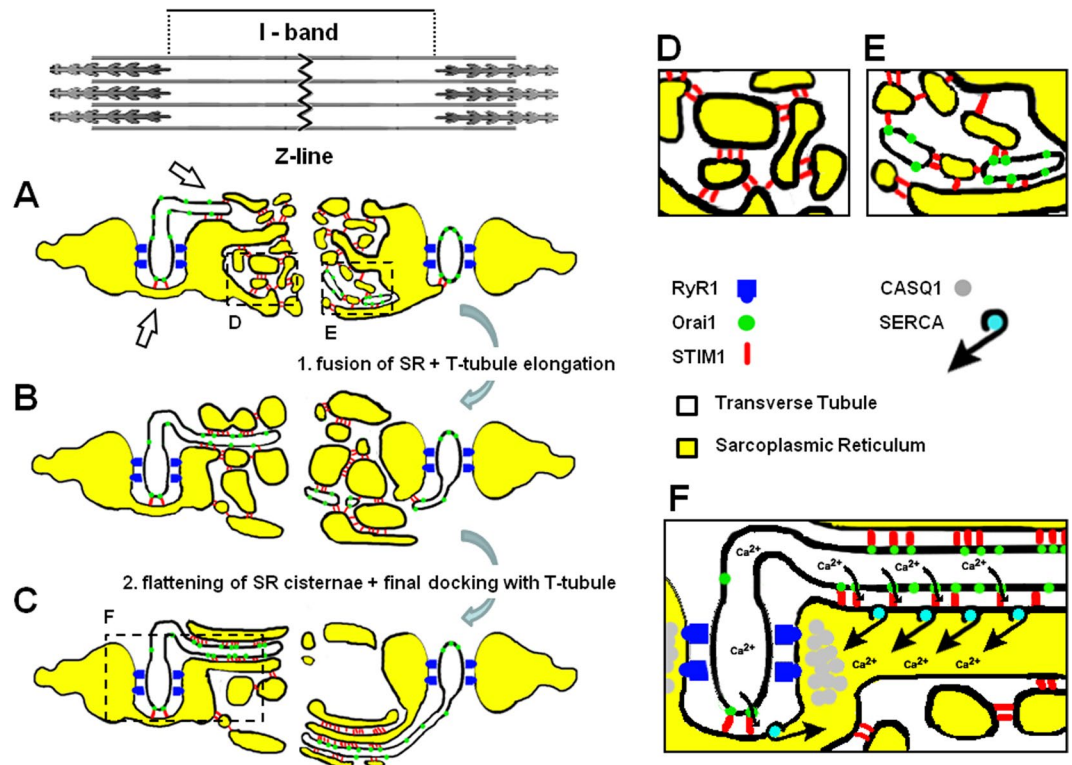 I - band
Z-line
A
D
E
1. fusion of SR + T-tubule elongation
B
2. flattening of SR cisternae + final docking with T-tubule
C
F
D
E
RyR1
Orai1
STIM1
CASQ1
SERCA
Transverse Tubule
Sarcoplasmic Reticulum
F
Ca2+
Ca2+ Ca2+ Ca2+ Ca2+
Ca2+
Ca2+ Ca2+ Ca2+